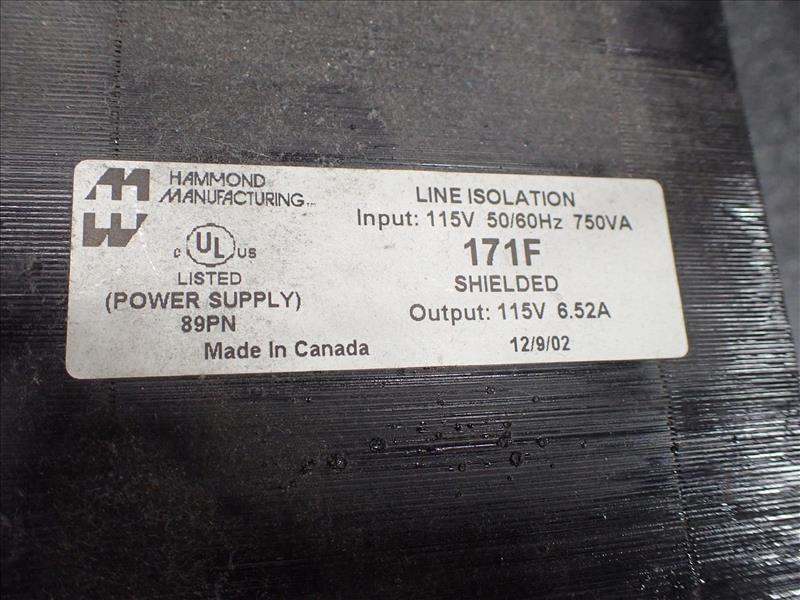 HAMMOND
MANUFACTURING
c UL US
LISTED
(POWER SUPPLY)
89PN
Made In Canada
LINE ISOLATION
Input: 115V 50/60Hz 750VA
171F
SHIELDED
Output: 115V 6.52A
12/9/02